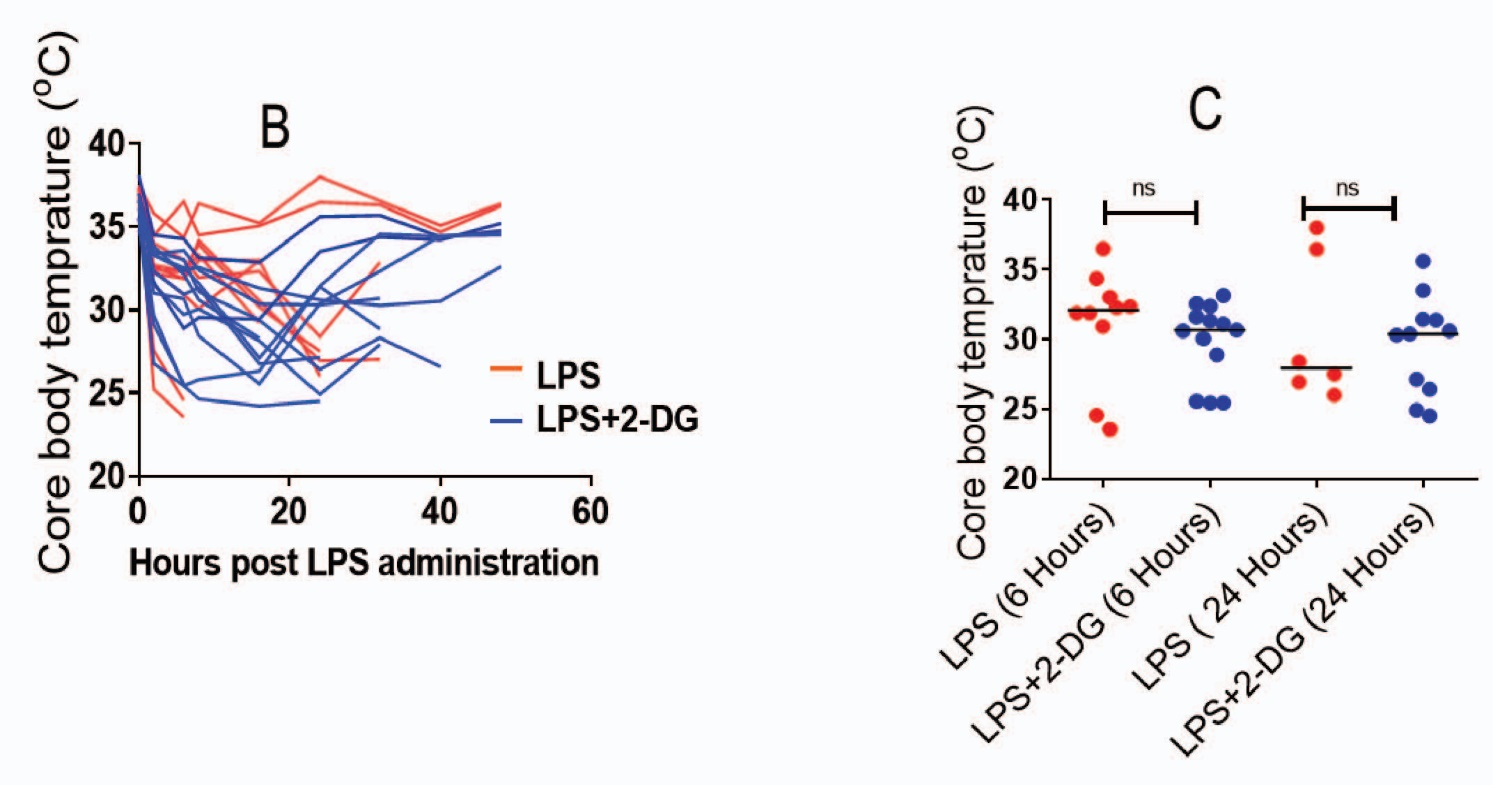 B
Core body temprature (°C)
40
35
30
25
20
0 20 40 60
Hours post LPS administration
LPS
LPS+2-DG
C
Core body temprature (°C)
40
35
30
25
20
ns ns
LPS (6 Hours)
LPS+2-DG (6 Hours)
LPS ( 24 Hours)
LPS+2-DG (24 Hours)